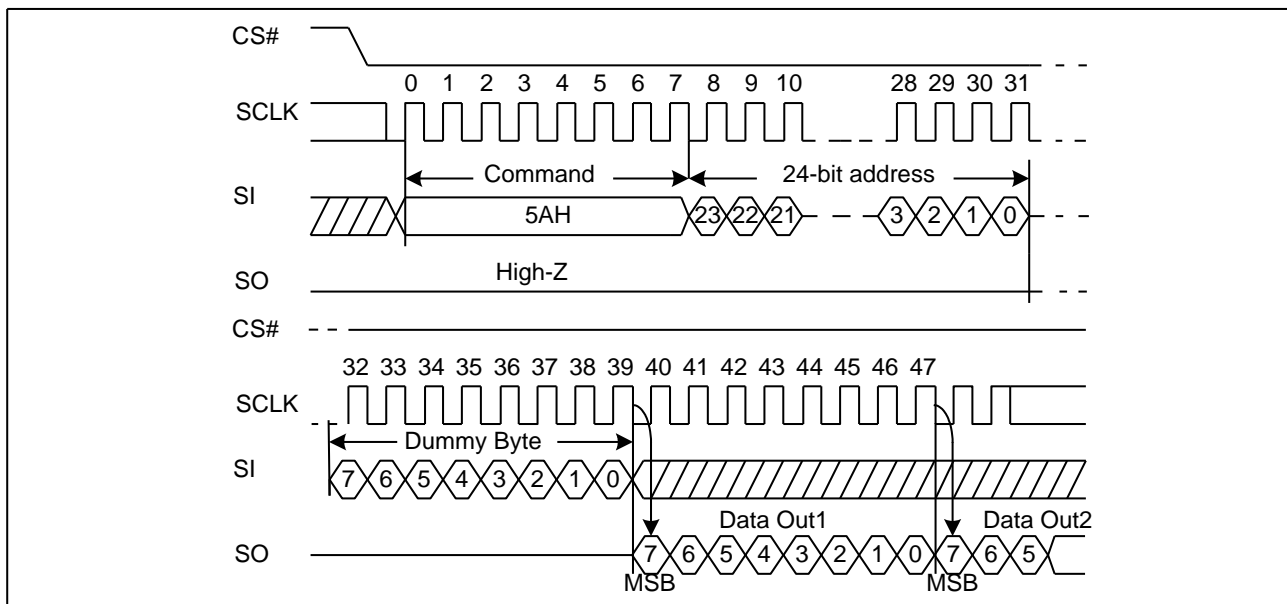 CS#
0 1 2 3 4 5 6 7 8 9 10 28 29 30 31
SCLK
Command 24-bit address
SI
5AH 23 22 21 3 2 1 0
High-Z
SO
CS#
32 33 34 35 36 37 38 39 40 41 42 43 44 45 46 47
SCLK
Dummy Byte
SI
7 6 5 4 3 2 1 0
Data Out1 Data Out2
SO
7 6 5 4 3 2 1 0 7 6 5
MSB MSB